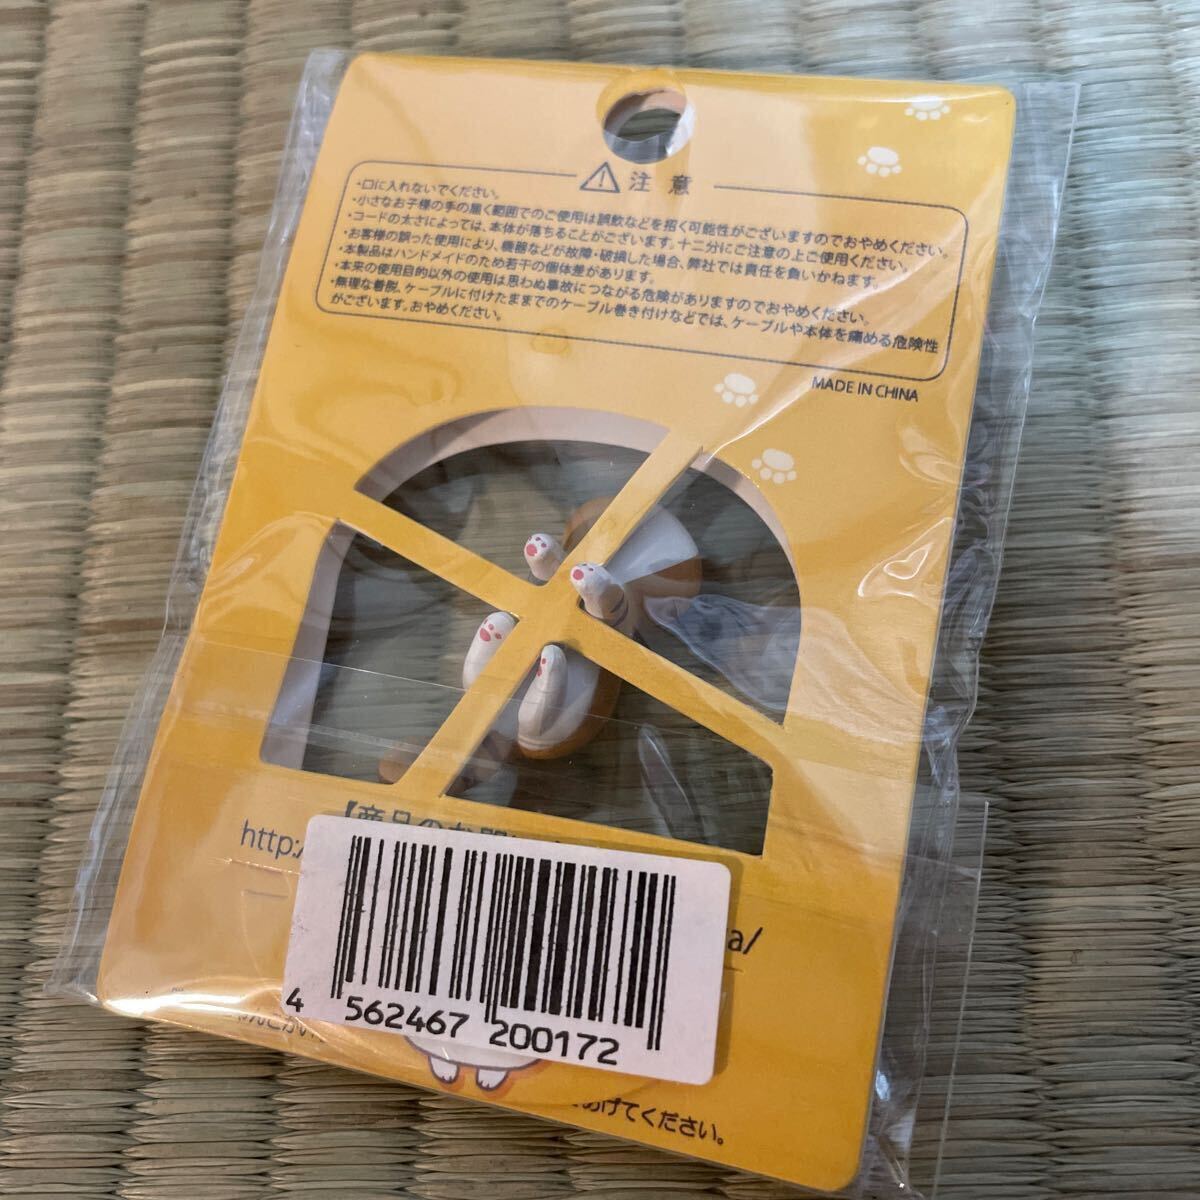 注意
・口に入れないでください。
・小さなお子様の手の届く範囲でのご使用は誤飲などを招く可能性がございますのでおやめください。
・コードの太さによっては、本体が落ちることがございます。十二分にご注意の上ご使用ください。
・お客様の誤った使用により、機器などが故障・破損した場合、弊社では責任を負いかねます。
・本製品はハンドメイドのため若干の個体差があります。
・本来の使用目的以外の使用は思わぬ事故につながる危険がありますのでおやめください。
・無理な着脱、ケーブルに付けたままでのケーブル巻き付けなどでは、ケーブルや本体を痛める危険性
がございます。おやめください。
MADE IN CHINA
【商品のお問
http:/
a/
4 562467 200172
あげてください。